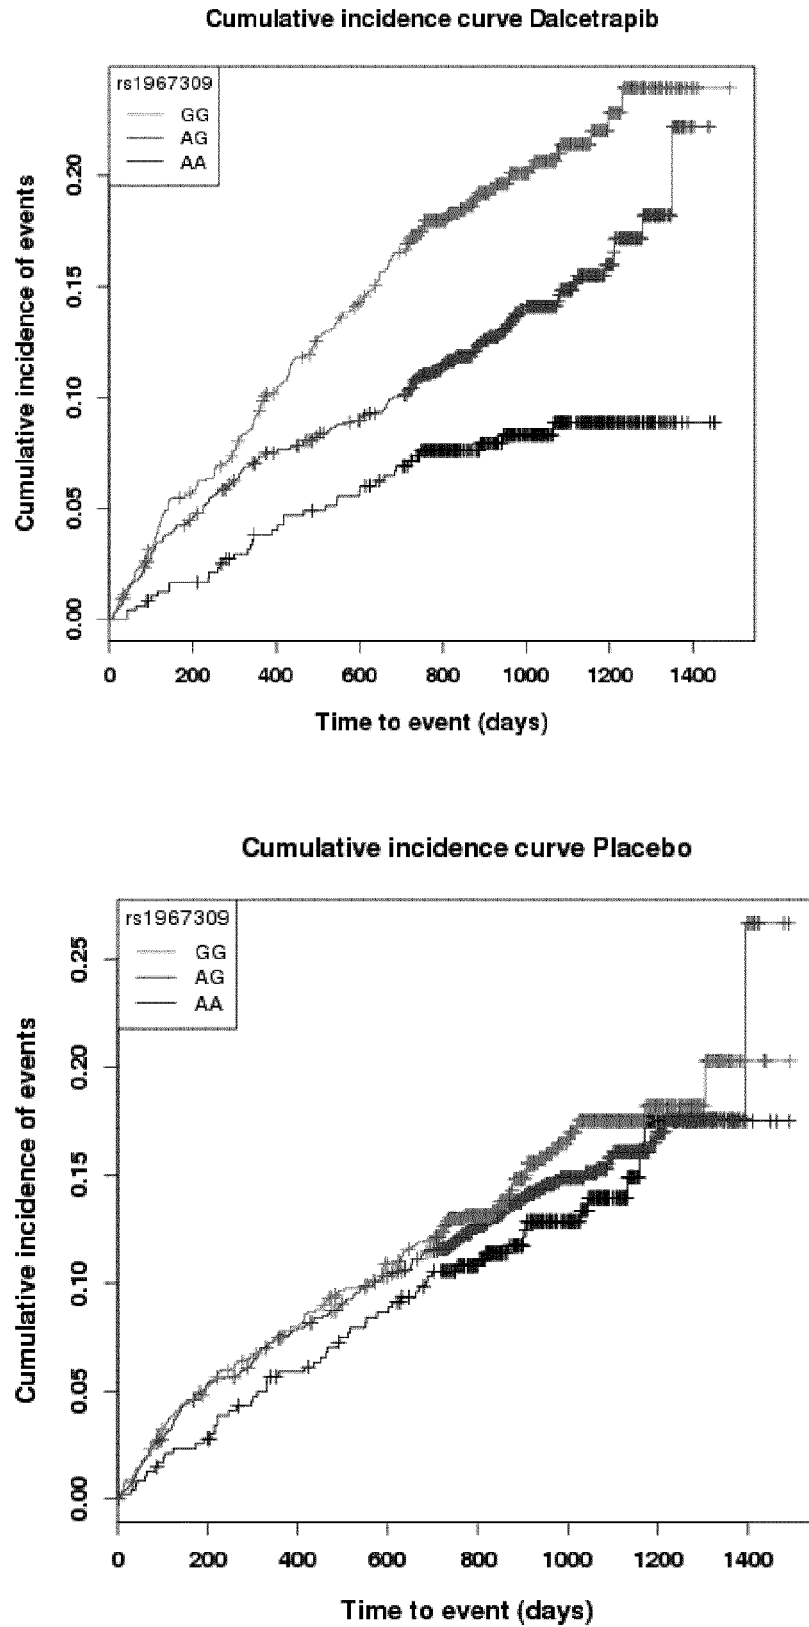 Cumulative incidence curve Dalcetrapib
rs1967309
GG
AG
AA
Cumulative incidence of events
0.20
0.15
0.10
0.05
0.00
0 200 400 600 800 1000 1200 1400
Time to event (days)
Cumulative incidence curve Placebo
rs1967309
GG
AG
AA
Cumulative incidence of events
0.25
0.20
0.15
0.10
0.05
0.00
0 200 400 600 800 1000 1200 1400
Time to event (days)